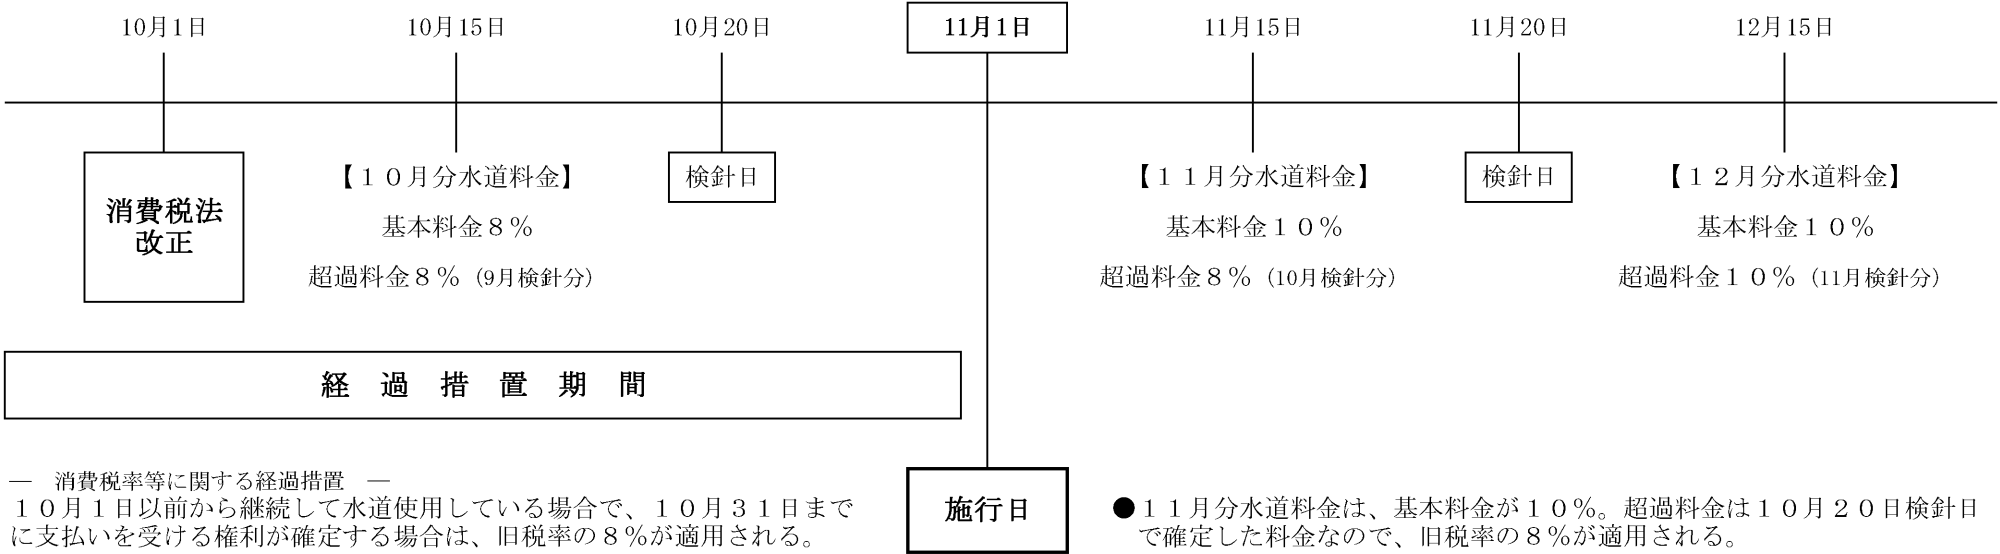 10月1日
10月15日
10月20日
11月1日
11月15日
11月20日
12月15日
消費税法
改正
【１０月分水道料金】
基本料金８％
超過料金８％（9月検針分）
検針日
【１１月分水道料金】
基本料金１０％
超過料金８％（10月検針分）
検針日
【１２月分水道料金】
基本料金１０％
超過料金１０％（11月検針分）
経　過　措　置　期　間
―　消費税率等に関する経過措置　―
１０月１日以前から継続して水道使用している場合で、１０月３１日まで
に支払いを受ける権利が確定する場合は、旧税率の８％が適用される。
施行日
●１１月分水道料金は、基本料金が１０％。超過料金は１０月２０日検針日
で確定した料金なので、旧税率の８％が適用される。